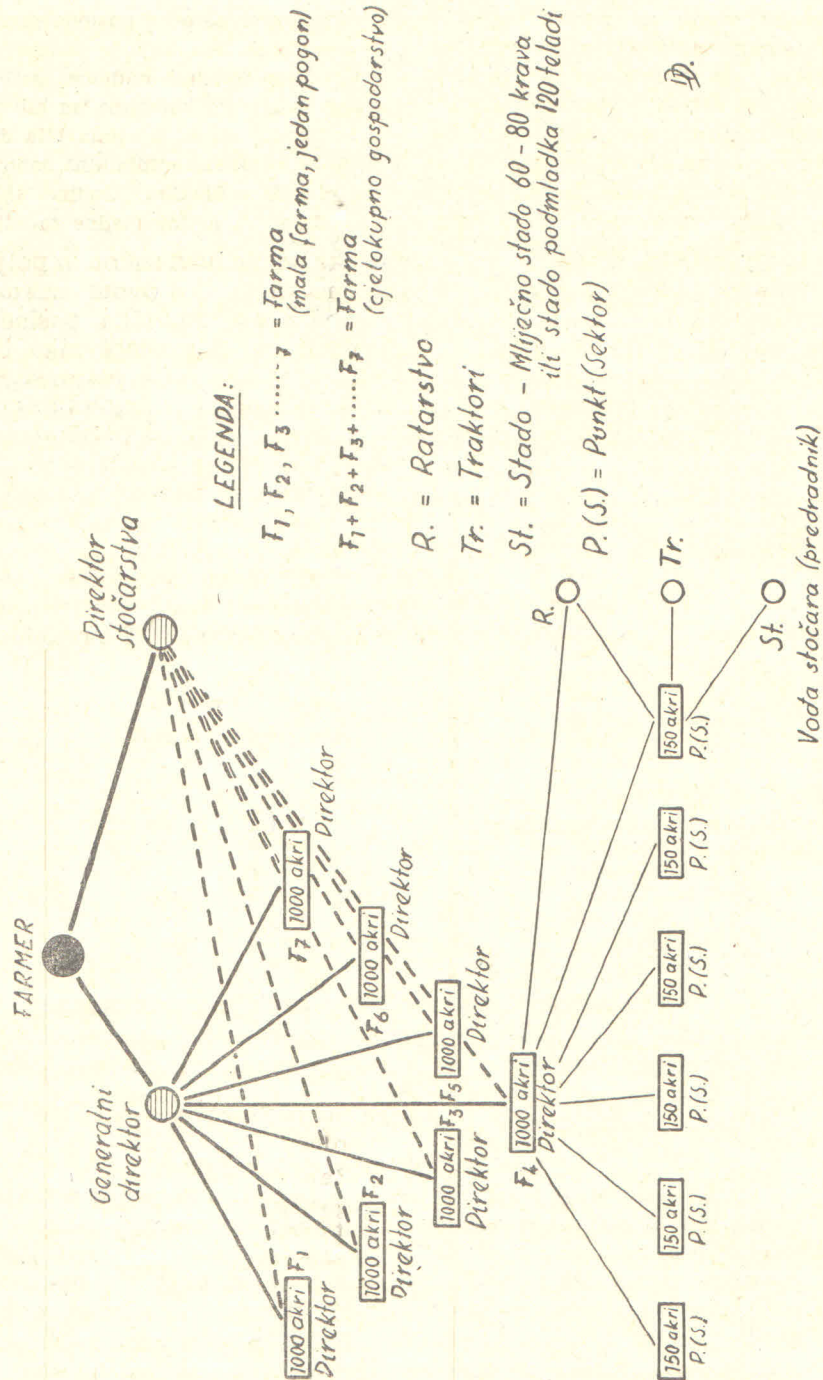 FARMER
Generalni
direktor
Direktor
stočarstva
1000 akri F₁
Direktor
1000 akri F₂
Direktor
1000 akri F₃
Direktor
F₄ 1000 akri
Direktor
F₅ 1000 akri
Direktor
F₆ 1000 akri
Direktor
F₇ 1000 akri
Direktor
150 akri
P.(S.)
150 akri
P.(S.)
150 akri
P.(S.)
150 akri
P.(S.)
150 akri
P.(S.)
150 akri
P.(S.)
R.
Tr.
St.
Vođa stočara (predradnik)
LEGENDA:
F₁, F₂, F₃ ...... 7 = Farma
(mala farma, jedan pogon)
F₁+F₂+F₃+.....F₇ = Farma
(cjelokupno gospodarstvo)
R. = Ratarstvo
Tr. = Traktori
St. = Stado - Mliječno stado 60-80 krava
ili stado podmladka 120 teladi
P.(S.) = Punkt (Sektor)